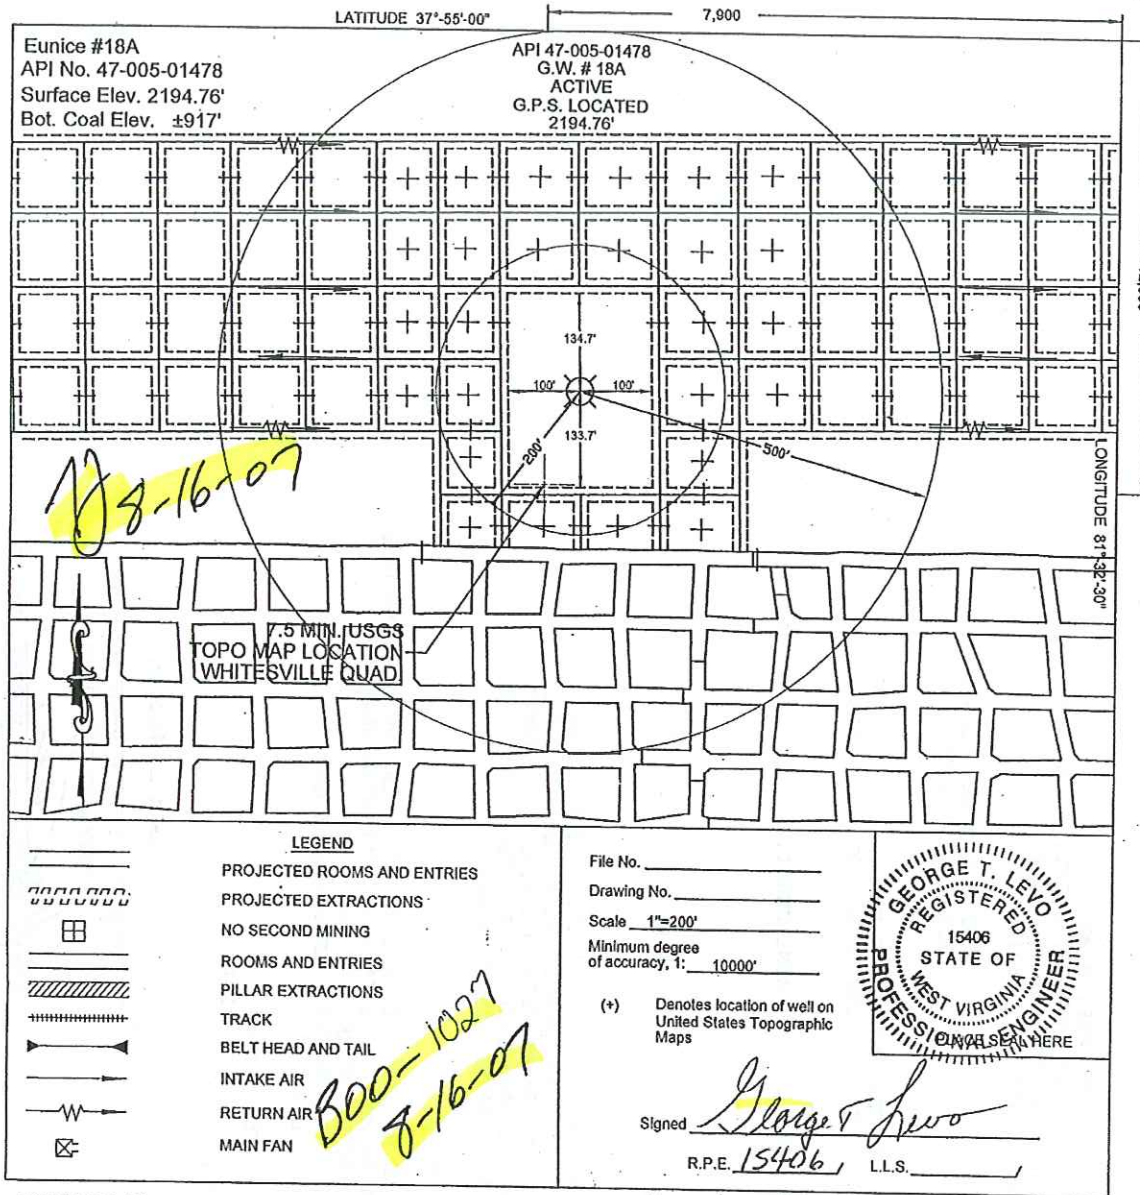 LATITUDE 37°-55'-00"
7,900
Eunice #18A
API No. 47-005-01478
Surface Elev. 2194.76'
Bot. Coal Elev. ±917'
API 47-005-01478
G.W. # 18A
ACTIVE
G.P.S. LOCATED
2194.76'
134.7'
100'
100'
133.7'
200'
500'
LONGITUDE 81°-32'-30"
8-16-07
7.5 MIN. USGS
TOPO MAP LOCATION
WHITESVILLE QUAD.
LEGEND
PROJECTED ROOMS AND ENTRIES
PROJECTED EXTRACTIONS
NO SECOND MINING
ROOMS AND ENTRIES
PILLAR EXTRACTIONS
TRACK
BELT HEAD AND TAIL
INTAKE AIR
RETURN AIR
MAIN FAN
BOO-1027
8-16-07
File No.
Drawing No.
Scale 1"=200'
Minimum degree
of accuracy, 1: 10000'
(+) Denotes location of well on
United States Topographic
Maps
GEORGE T. LEVO
REGISTERED
15406
STATE OF
WEST VIRGINIA
PROFESSIONAL ENGINEER
PLACE SEAL HERE
Signed George T Levo
R.P.E. 15406 L.L.S.